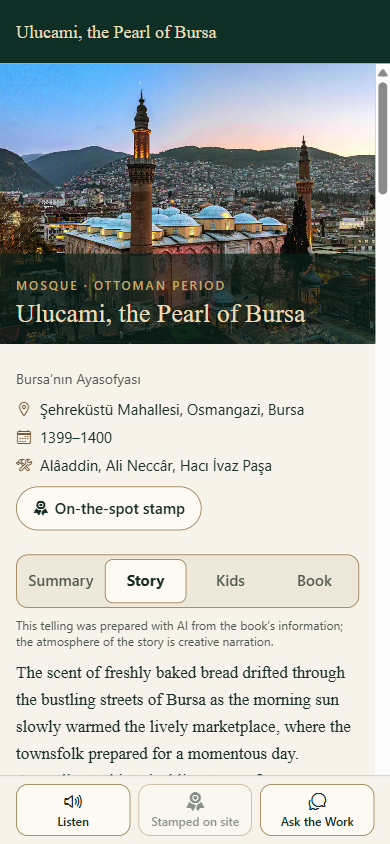 Ulucami, the Pearl of Bursa
MOSQUE · OTTOMAN PERIOD
Ulucami, the Pearl of Bursa
Bursa'nın Ayasofyası
Şehreküstü Mahallesi, Osmangazi, Bursa
1399–1400
Alâaddin, Ali Neccâr, Hacı İvaz Paşa
On-the-spot stamp
Summary Story Kids Book
This telling was prepared with AI from the book's information;
the atmosphere of the story is creative narration.
The scent of freshly baked bread drifted through
the bustling streets of Bursa as the morning sun
slowly warmed the lively marketplace, where the
townsfolk prepared for a momentous day.
Listen Stamped on site Ask the Work